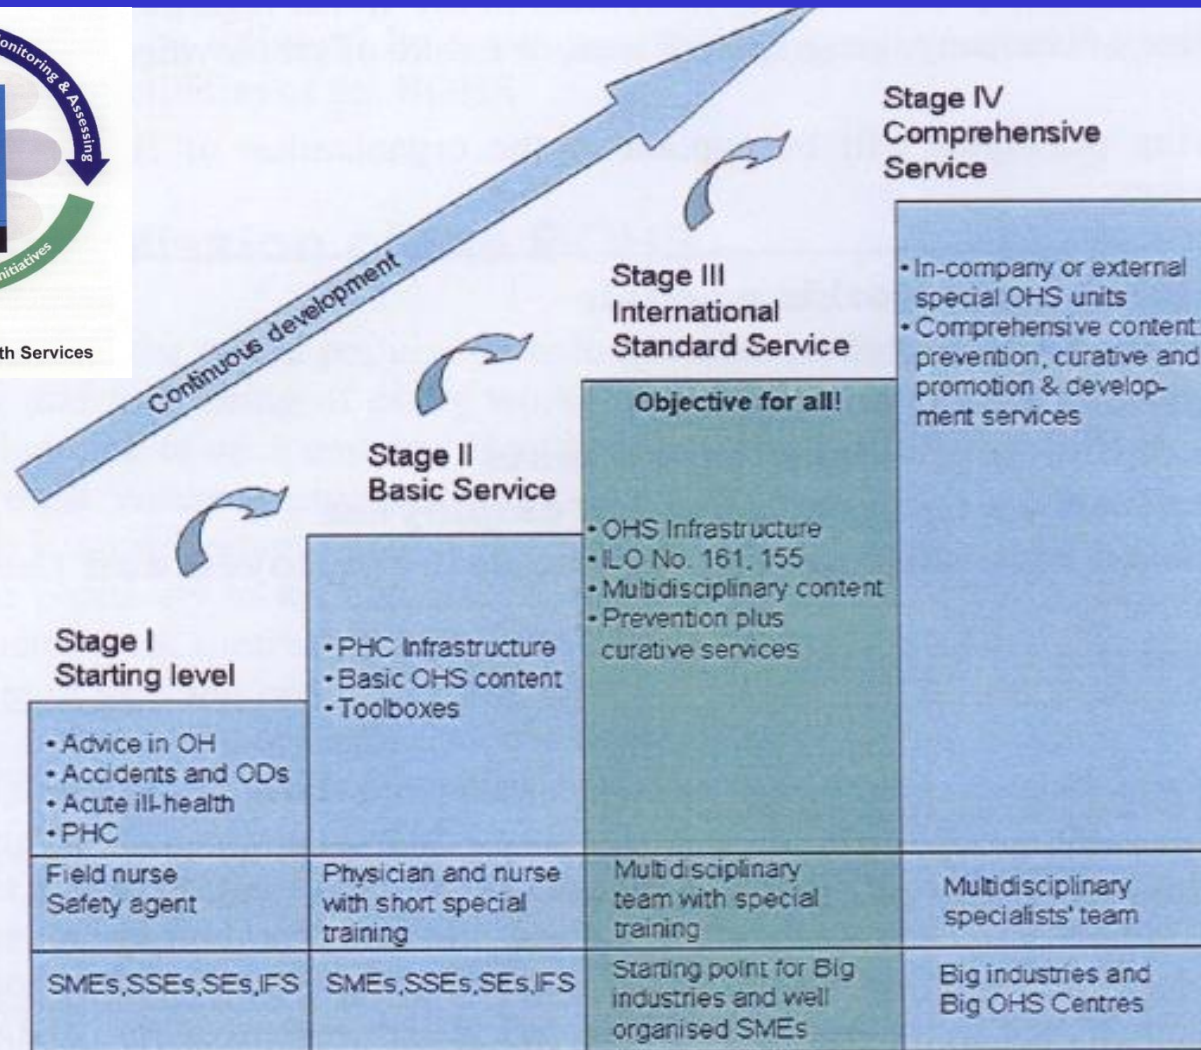 Monitoring & Assessing
Initiatives
th Services
Continuous development
Stage IV
Comprehensive
Service
• In-company or external
special OHS units
• Comprehensive content:
prevention, curative and
promotion & develop-
ment services
Stage III
International
Standard Service
Objective for all!
• OHS Infrastructure
• ILO No. 161, 155
• Multidisciplinary content
• Prevention plus
curative services
Stage II
Basic Service
• PHC Infrastructure
• Basic OHS content
• Toolboxes
Stage I
Starting level
• Advice in OH
• Accidents and ODs
• Acute ill-health
• PHC
Field nurse
Safety agent
Physician and nurse
with short special
training
Multidisciplinary
team with special
training
Multidisciplinary
specialists' team
SMEs,SSEs,SEs,IFS
SMEs,SSEs,SEs,IFS
Starting point for Big
industries and well
organised SMEs
Big industries and
Big OHS Centres